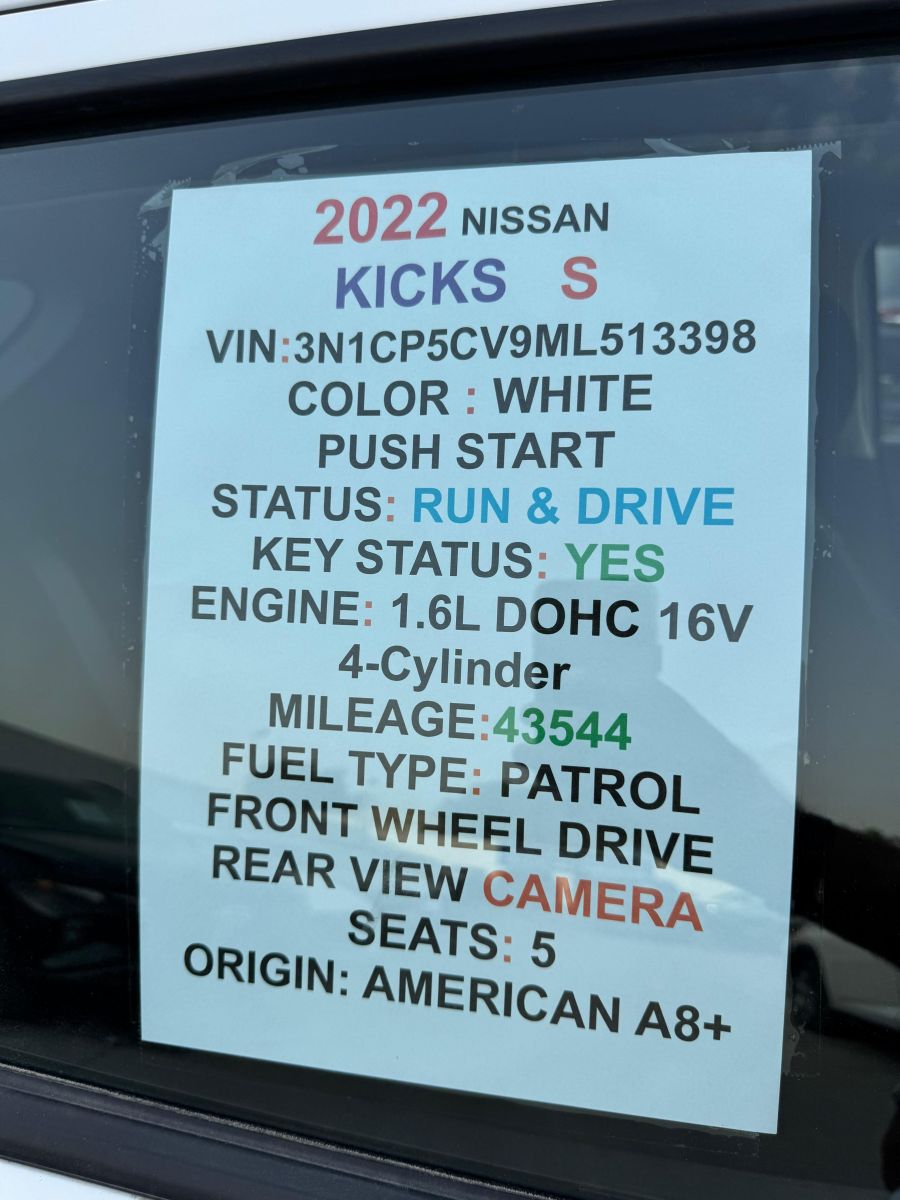 2022 NISSAN
KICKS S
VIN:3N1CP5CV9ML513398
COLOR : WHITE
PUSH START
STATUS: RUN & DRIVE
KEY STATUS: YES
ENGINE: 1.6L DOHC 16V
4-Cylinder
MILEAGE:43544
FUEL TYPE: PATROL
FRONT WHEEL DRIVE
REAR VIEW CAMERA
SEATS: 5
ORIGIN: AMERICAN A8+